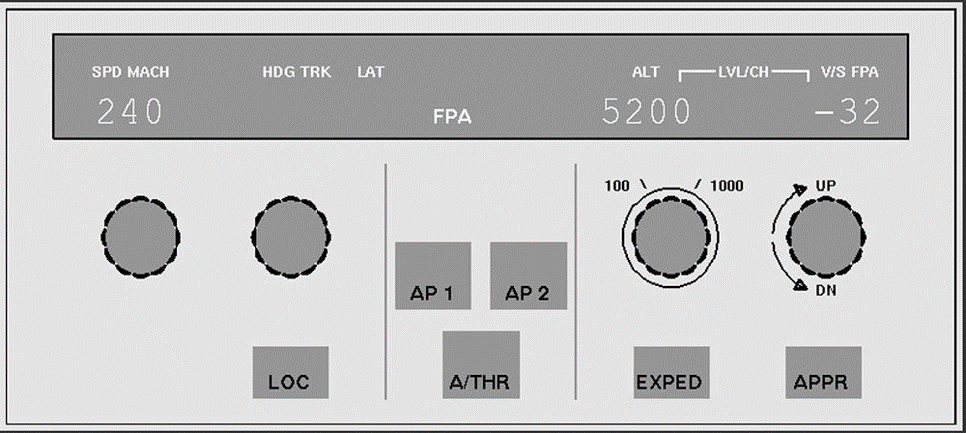 SPD MACH HDG TRK LAT ALT LVL/CH V/S FPA
240 FPA 5200 -32
100 1000 UP
AP 1 AP 2 DN
LOC A/THR EXPED APPR